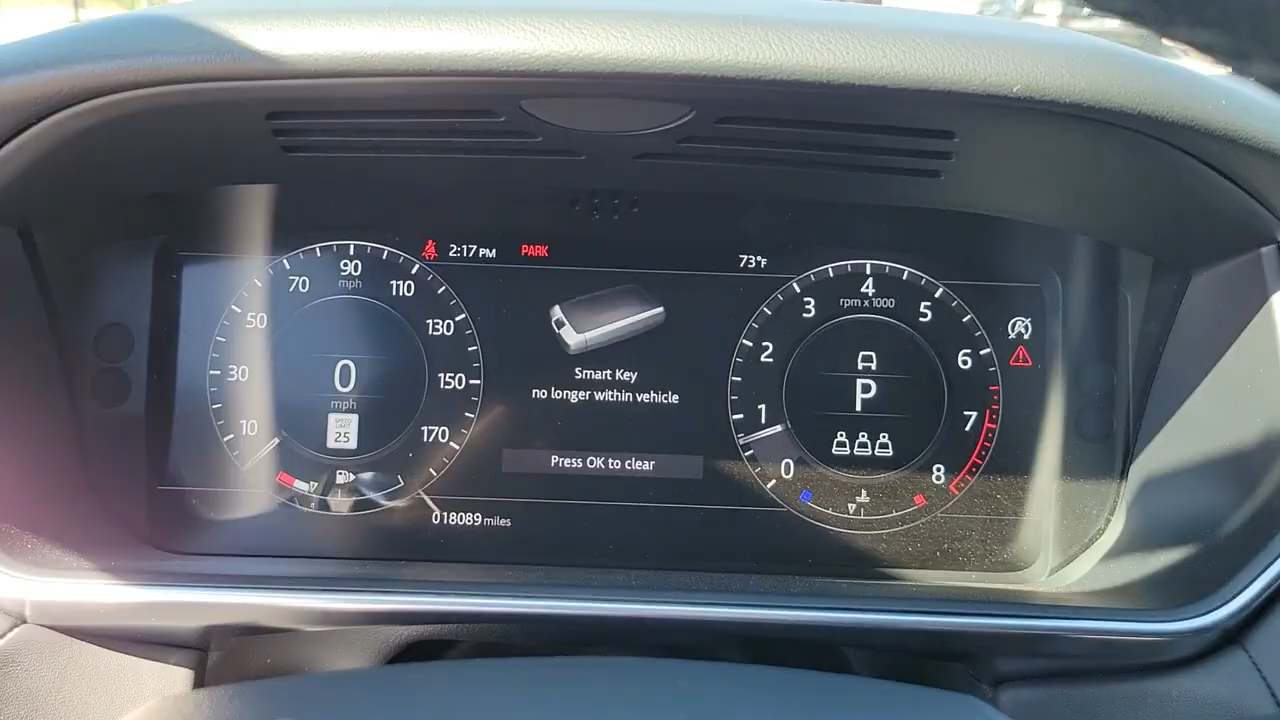 2:17 PM PARK 73°F
90
mph
70 110
50 130
30 150
10 170
0
mph
SPEED
LIMIT
25
018089 miles
Smart Key
no longer within vehicle
Press OK to clear
4
rpm x 1000
3 5
2 6
1 7
0 8
P